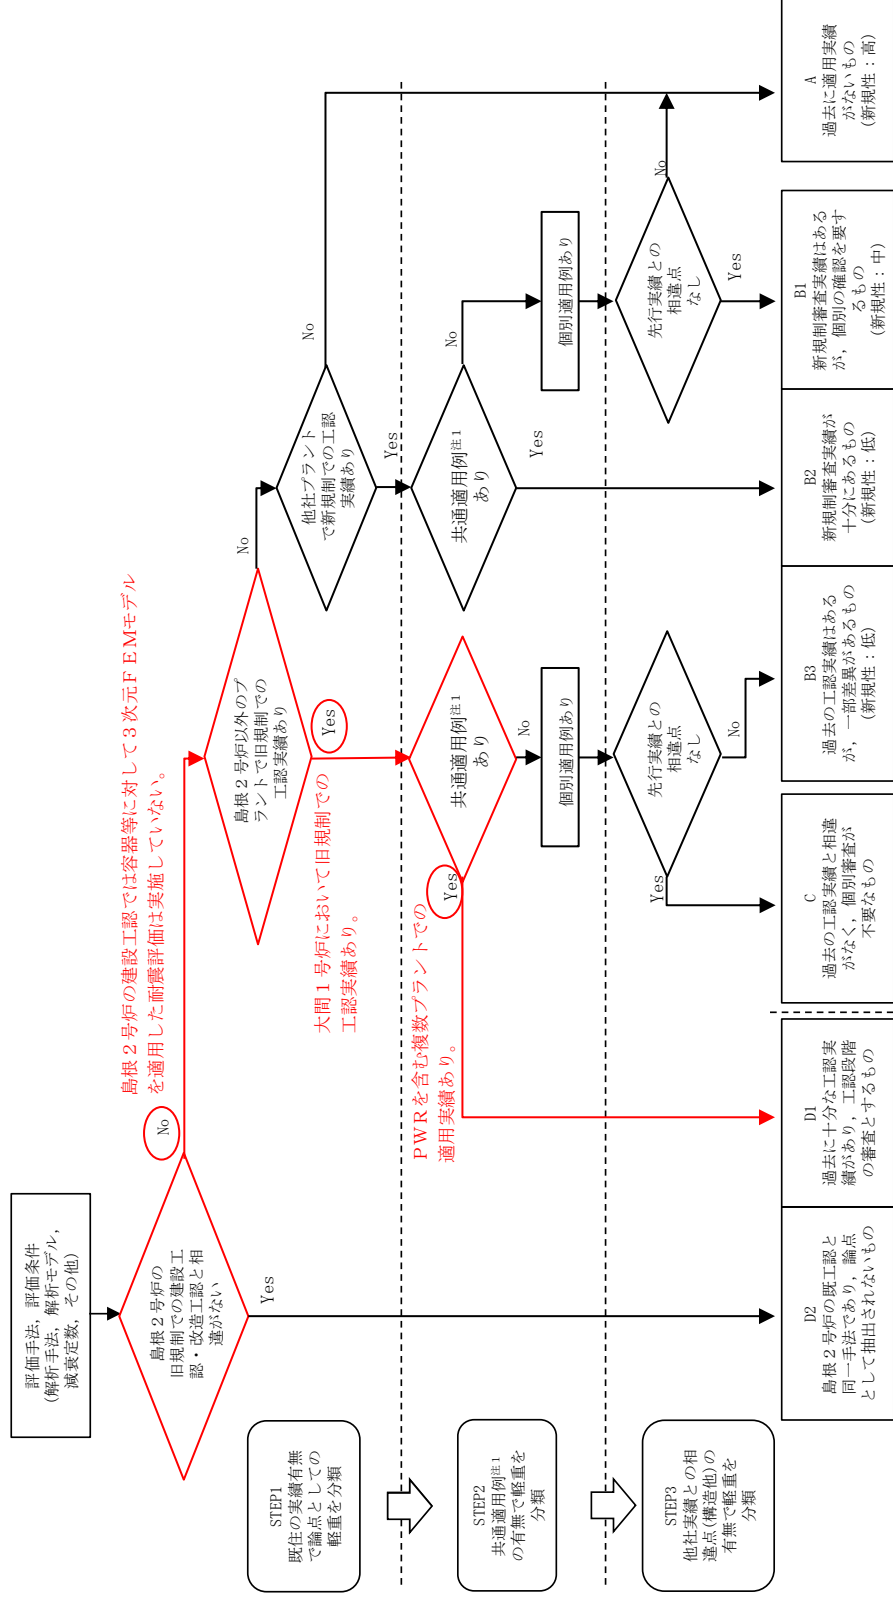 評価手法，評価条件
(解析手法，解析モデル，
減衰定数，その他)
STEP1
既往の実績有無
で論点としての
軽重を分類
島根２号炉の
旧規制での建設工
認・改造工認と相
違がない
No
Yes
島根２号炉の建設工認では容器等に対して３次元ＦＥＭモデル
を適用した耐震評価は実施していない。
島根２号炉以外のプ
ラントで旧規制での
工認実績あり
Yes
No
大間１号炉において旧規制での
工認実績あり。
他社プラント
で新規制での工認
実績あり
Yes
No
STEP2
共通適用例注１
の有無で軽重を
分類
共通適用例注１
あり
Yes
No
ＰＷＲを含む複数プラントでの
適用実績あり。
個別適用例あり
共通適用例注１
あり
Yes
No
個別適用例あり
STEP3
他社実績との相
違点(構造他)の
有無で軽重を
分類
先行実績との
相違点
なし
Yes
No
先行実績との
相違点
なし
Yes
No
D2
島根２号炉の既工認と
同一手法であり，論点
として抽出されないもの
D1
過去に十分な工認実
績があり，工認段階
の審査とするもの
C
過去の工認実績と相違
がなく，個別審査が
不要なもの
B3
過去の工認実績はある
が，一部差異があるもの
(新規性：低)
B2
新規制審査実績が
十分にあるもの
(新規性：低)
B1
新規制審査実績はある
が，個別の確認を要す
るもの
(新規性：中)
A
過去に適用実績
がないもの
(新規性：高)